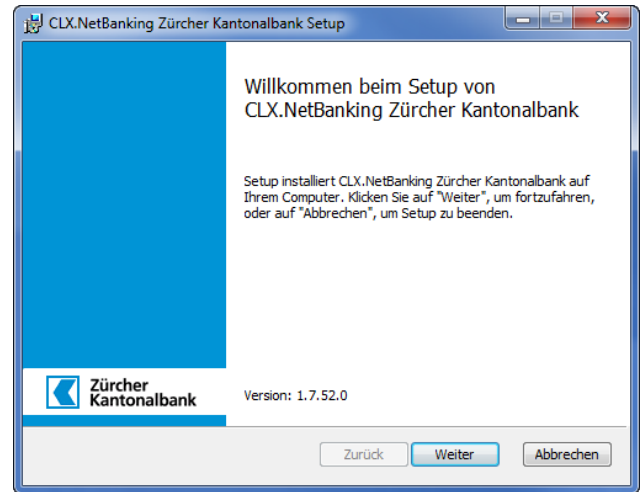 CLX.NetBanking Zürcher Kantonalbank Setup
Willkommen beim Setup von
CLX.NetBanking Zürcher Kantonalbank
Setup installiert CLX.NetBanking Zürcher Kantonalbank auf
Ihrem Computer. Klicken Sie auf "Weiter", um fortzufahren,
oder auf "Abbrechen", um Setup zu beenden.
Zürcher
Kantonalbank
Version: 1.7.52.0
Zurück
Weiter
Abbrechen